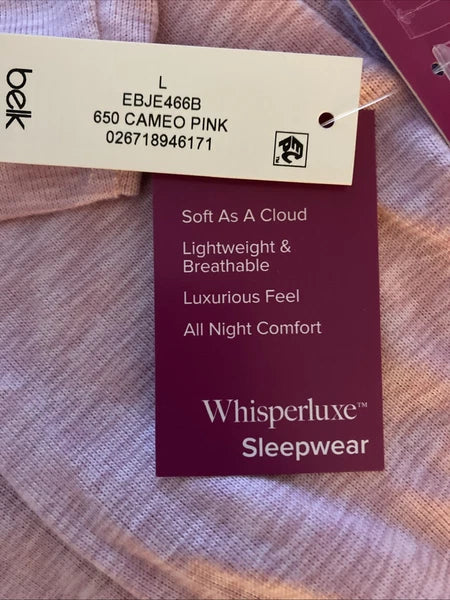 belk
L
EBJE466B
650 CAMEO PINK
026718946171
Soft As A Cloud
Lightweight &
Breathable
Luxurious Feel
All Night Comfort
Whisperluxe™
Sleepwear